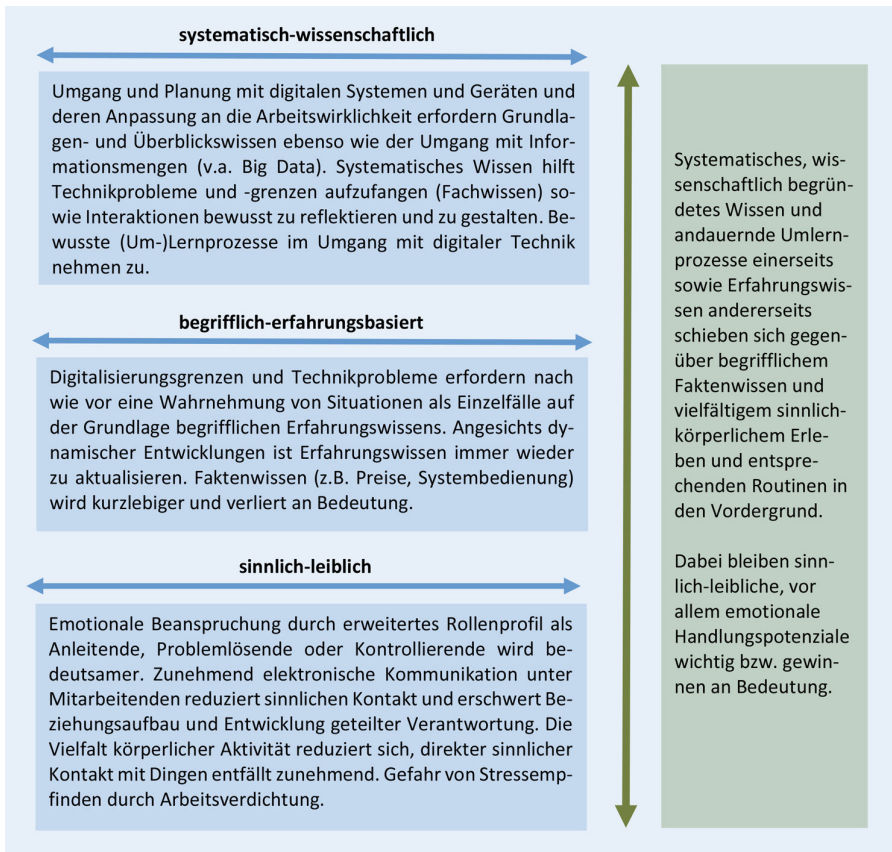 systematisch-wissenschaftlich
Umgang und Planung mit digitalen Systemen und Geräten und
deren Anpassung an die Arbeitswirklichkeit erfordern Grundla-
gen- und Überblickswissen ebenso wie der Umgang mit Infor-
mationsmengen (v.a. Big Data). Systematisches Wissen hilft
Technikprobleme und -grenzen aufzufangen (Fachwissen) so-
wie Interaktionen bewusst zu reflektieren und zu gestalten. Be-
wusste (Um-)Lernprozesse im Umgang mit digitaler Technik
nehmen zu.
begrifflich-erfahrungsbasiert
Digitalisierungsgrenzen und Technikprobleme erfordern nach
wie vor eine Wahrnehmung von Situationen als Einzelfälle auf
der Grundlage begrifflichen Erfahrungswissens. Angesichts dy-
namischer Entwicklungen ist Erfahrungswissen immer wieder
zu aktualisieren. Faktenwissen (z.B. Preise, Systembedienung)
wird kurzlebiger und verliert an Bedeutung.
sinnlich-leiblich
Emotionale Beanspruchung durch erweitertes Rollenprofil als
Anleitende, Problemlösende oder Kontrollierende wird be-
deutsamer. Zunehmend elektronische Kommunikation unter
Mitarbeitenden reduziert sinnlichen Kontakt und erschwert Be-
ziehungsaufbau und Entwicklung geteilter Verantwortung. Die
Vielfalt körperlicher Aktivität reduziert sich, direkter sinnlicher
Kontakt mit Dingen entfällt zunehmend. Gefahr von Stressemp-
finden durch Arbeitsverdichtung.
Systematisches, wis-
senschaftlich begrün-
detes Wissen und
andauernde Umlern-
prozesse einerseits
sowie Erfahrungswis-
sen andererseits
schieben sich gegen-
über begrifflichem
Faktenwissen und
vielfältigem sinnlich-
körperlichem Erle-
ben und entspre-
chenden Routinen in
den Vordergrund.
Dabei bleiben sinn-
lich-leibliche, vor
allem emotionale
Handlungspotenziale
wichtig bzw. gewin-
nen an Bedeutung.